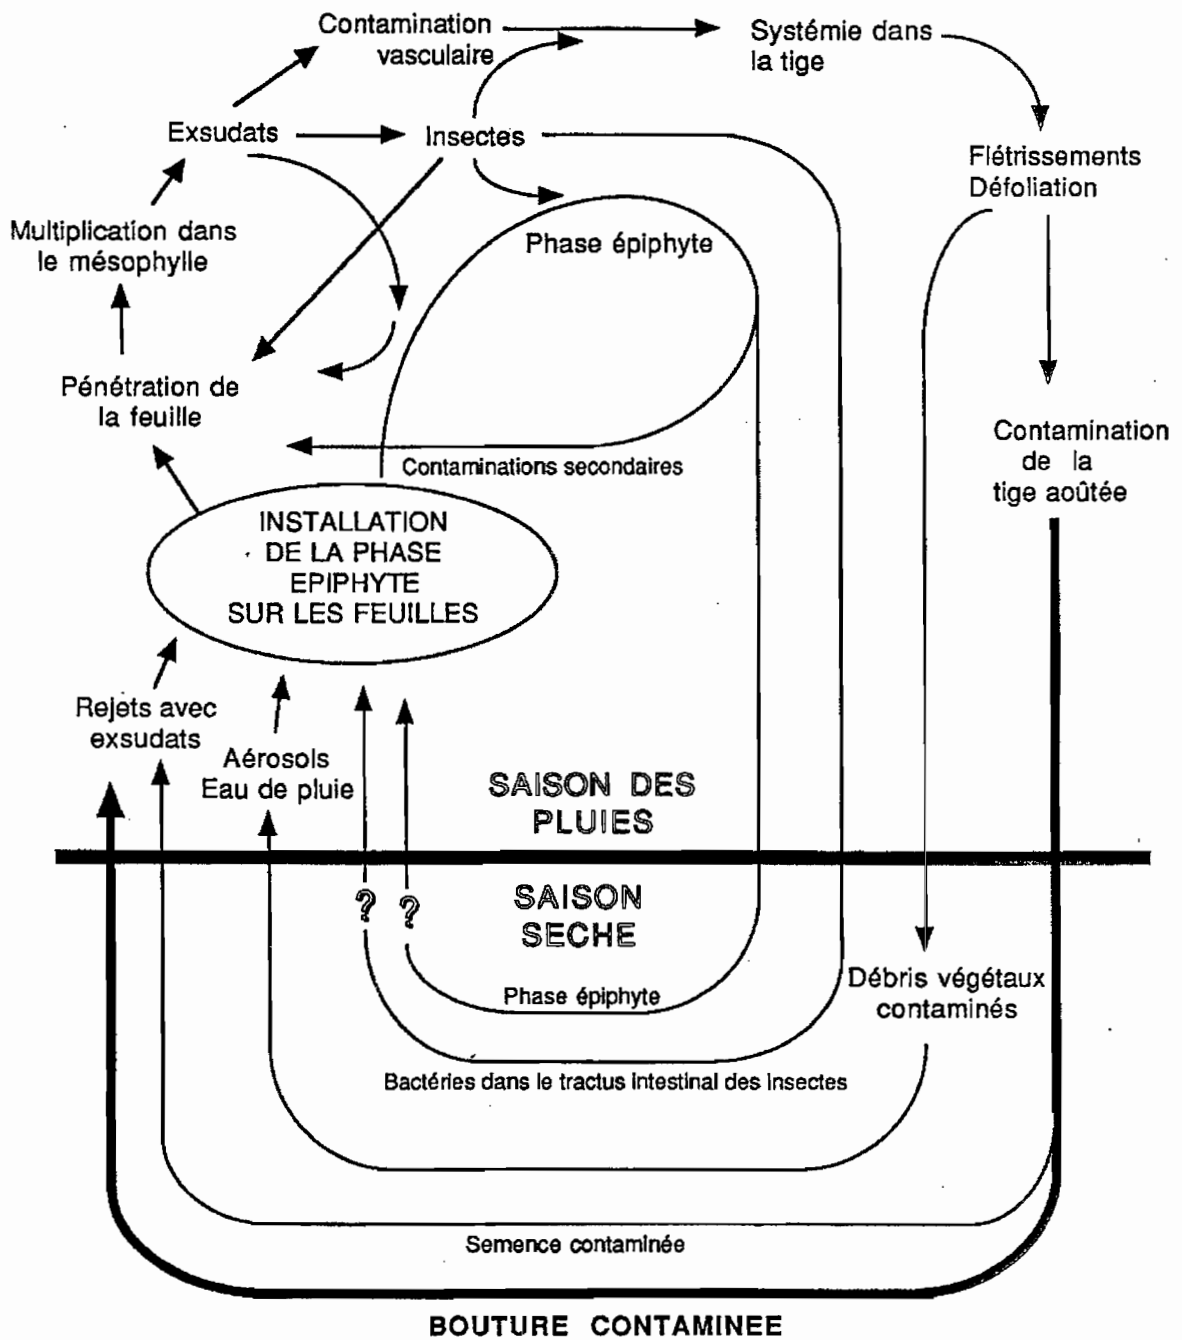 Contamination
vasculaire
Systémie dans
la tige
Exsudats
Insectes
Flétrissements
Défoliation
Multiplication dans
le mésophylle
Phase épiphyte
Pénétration de
la feuille
Contaminations secondaires
Contamination
de la
tige aoûtée
INSTALLATION
DE LA PHASE
EPIPHYTE
SUR LES FEUILLES
Rejets avec
exsudats
Aérosols
Eau de pluie
SAISON DES
PLUIES
SAISON
SECHE
? ?
Phase épiphyte
Débris végétaux
contaminés
Bactéries dans le tractus intestinal des insectes
Semence contaminée
BOUTURE CONTAMINEE